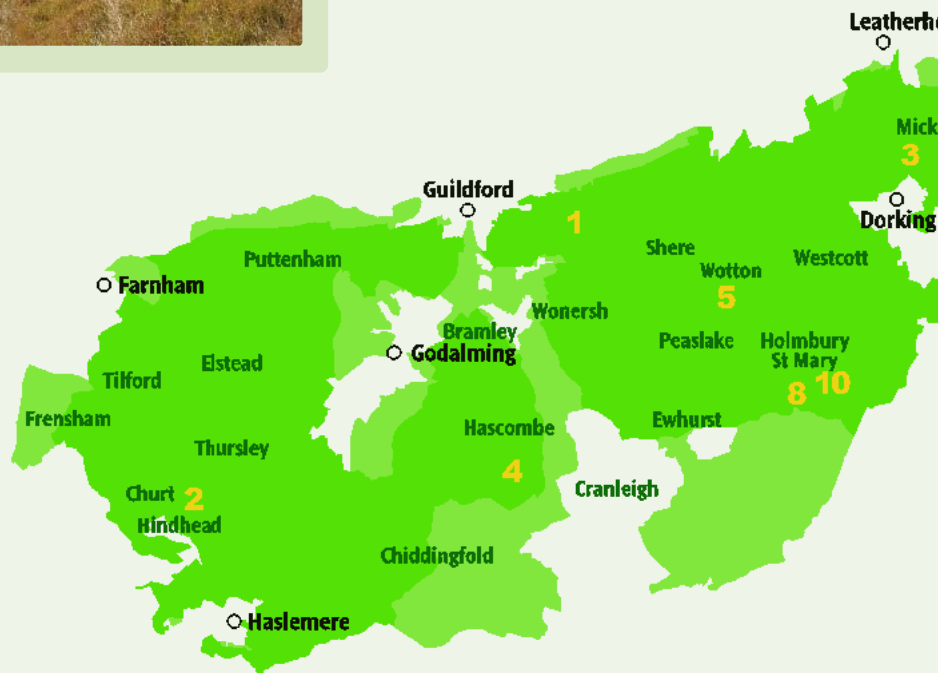 Leatherhe
Mick
3
Guildford
1
Dorking
Shere
Westcott
Puttenham
Wotton
Farnham
5
Wonersh
Bramley
Peaslake
Holmbury
St Mary
Godalming
Elstead
Tilford
8
10
Frensham
Ewhurst
Hascombe
Thursley
4
Cranleigh
Churt
2
Hindhead
Chiddingfold
Haslemere